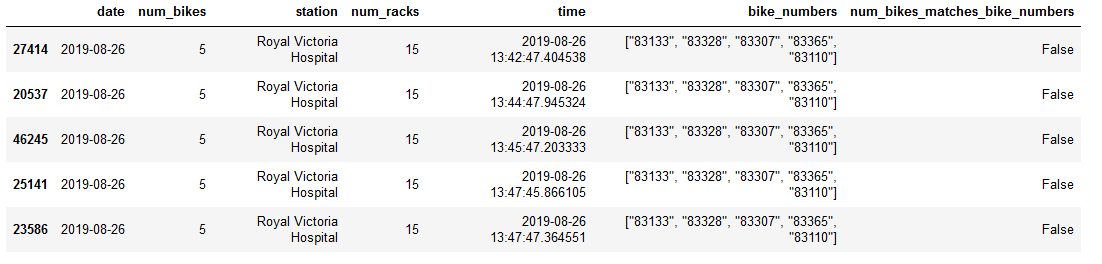 date num_bikes station num_racks time bike_numbers num_bikes_matches_bike_numbers
27414 2019-08-26 5 Royal Victoria Hospital 15 2019-08-26 13:42:47.404538 ["83133", "83328", "83307", "83365", "83110"] False
20537 2019-08-26 5 Royal Victoria Hospital 15 2019-08-26 13:44:47.945324 ["83133", "83328", "83307", "83365", "83110"] False
46245 2019-08-26 5 Royal Victoria Hospital 15 2019-08-26 13:45:47.203333 ["83133", "83328", "83307", "83365", "83110"] False
25141 2019-08-26 5 Royal Victoria Hospital 15 2019-08-26 13:47:45.866105 ["83133", "83328", "83307", "83365", "83110"] False
23586 2019-08-26 5 Royal Victoria Hospital 15 2019-08-26 13:47:47.364551 ["83133", "83328", "83307", "83365", "83110"] False